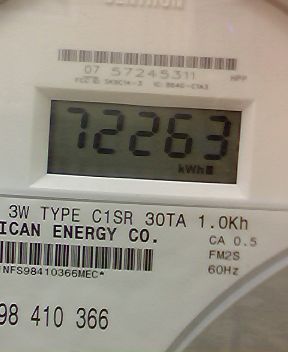 07 57245311
HPP
72263
kWh
3W TYPE C1SR 30TA 1.0Kh
ICAN ENERGY CO.
CA 0.5
FM2S
60Hz
NFS98410366MEC*
98 410 366